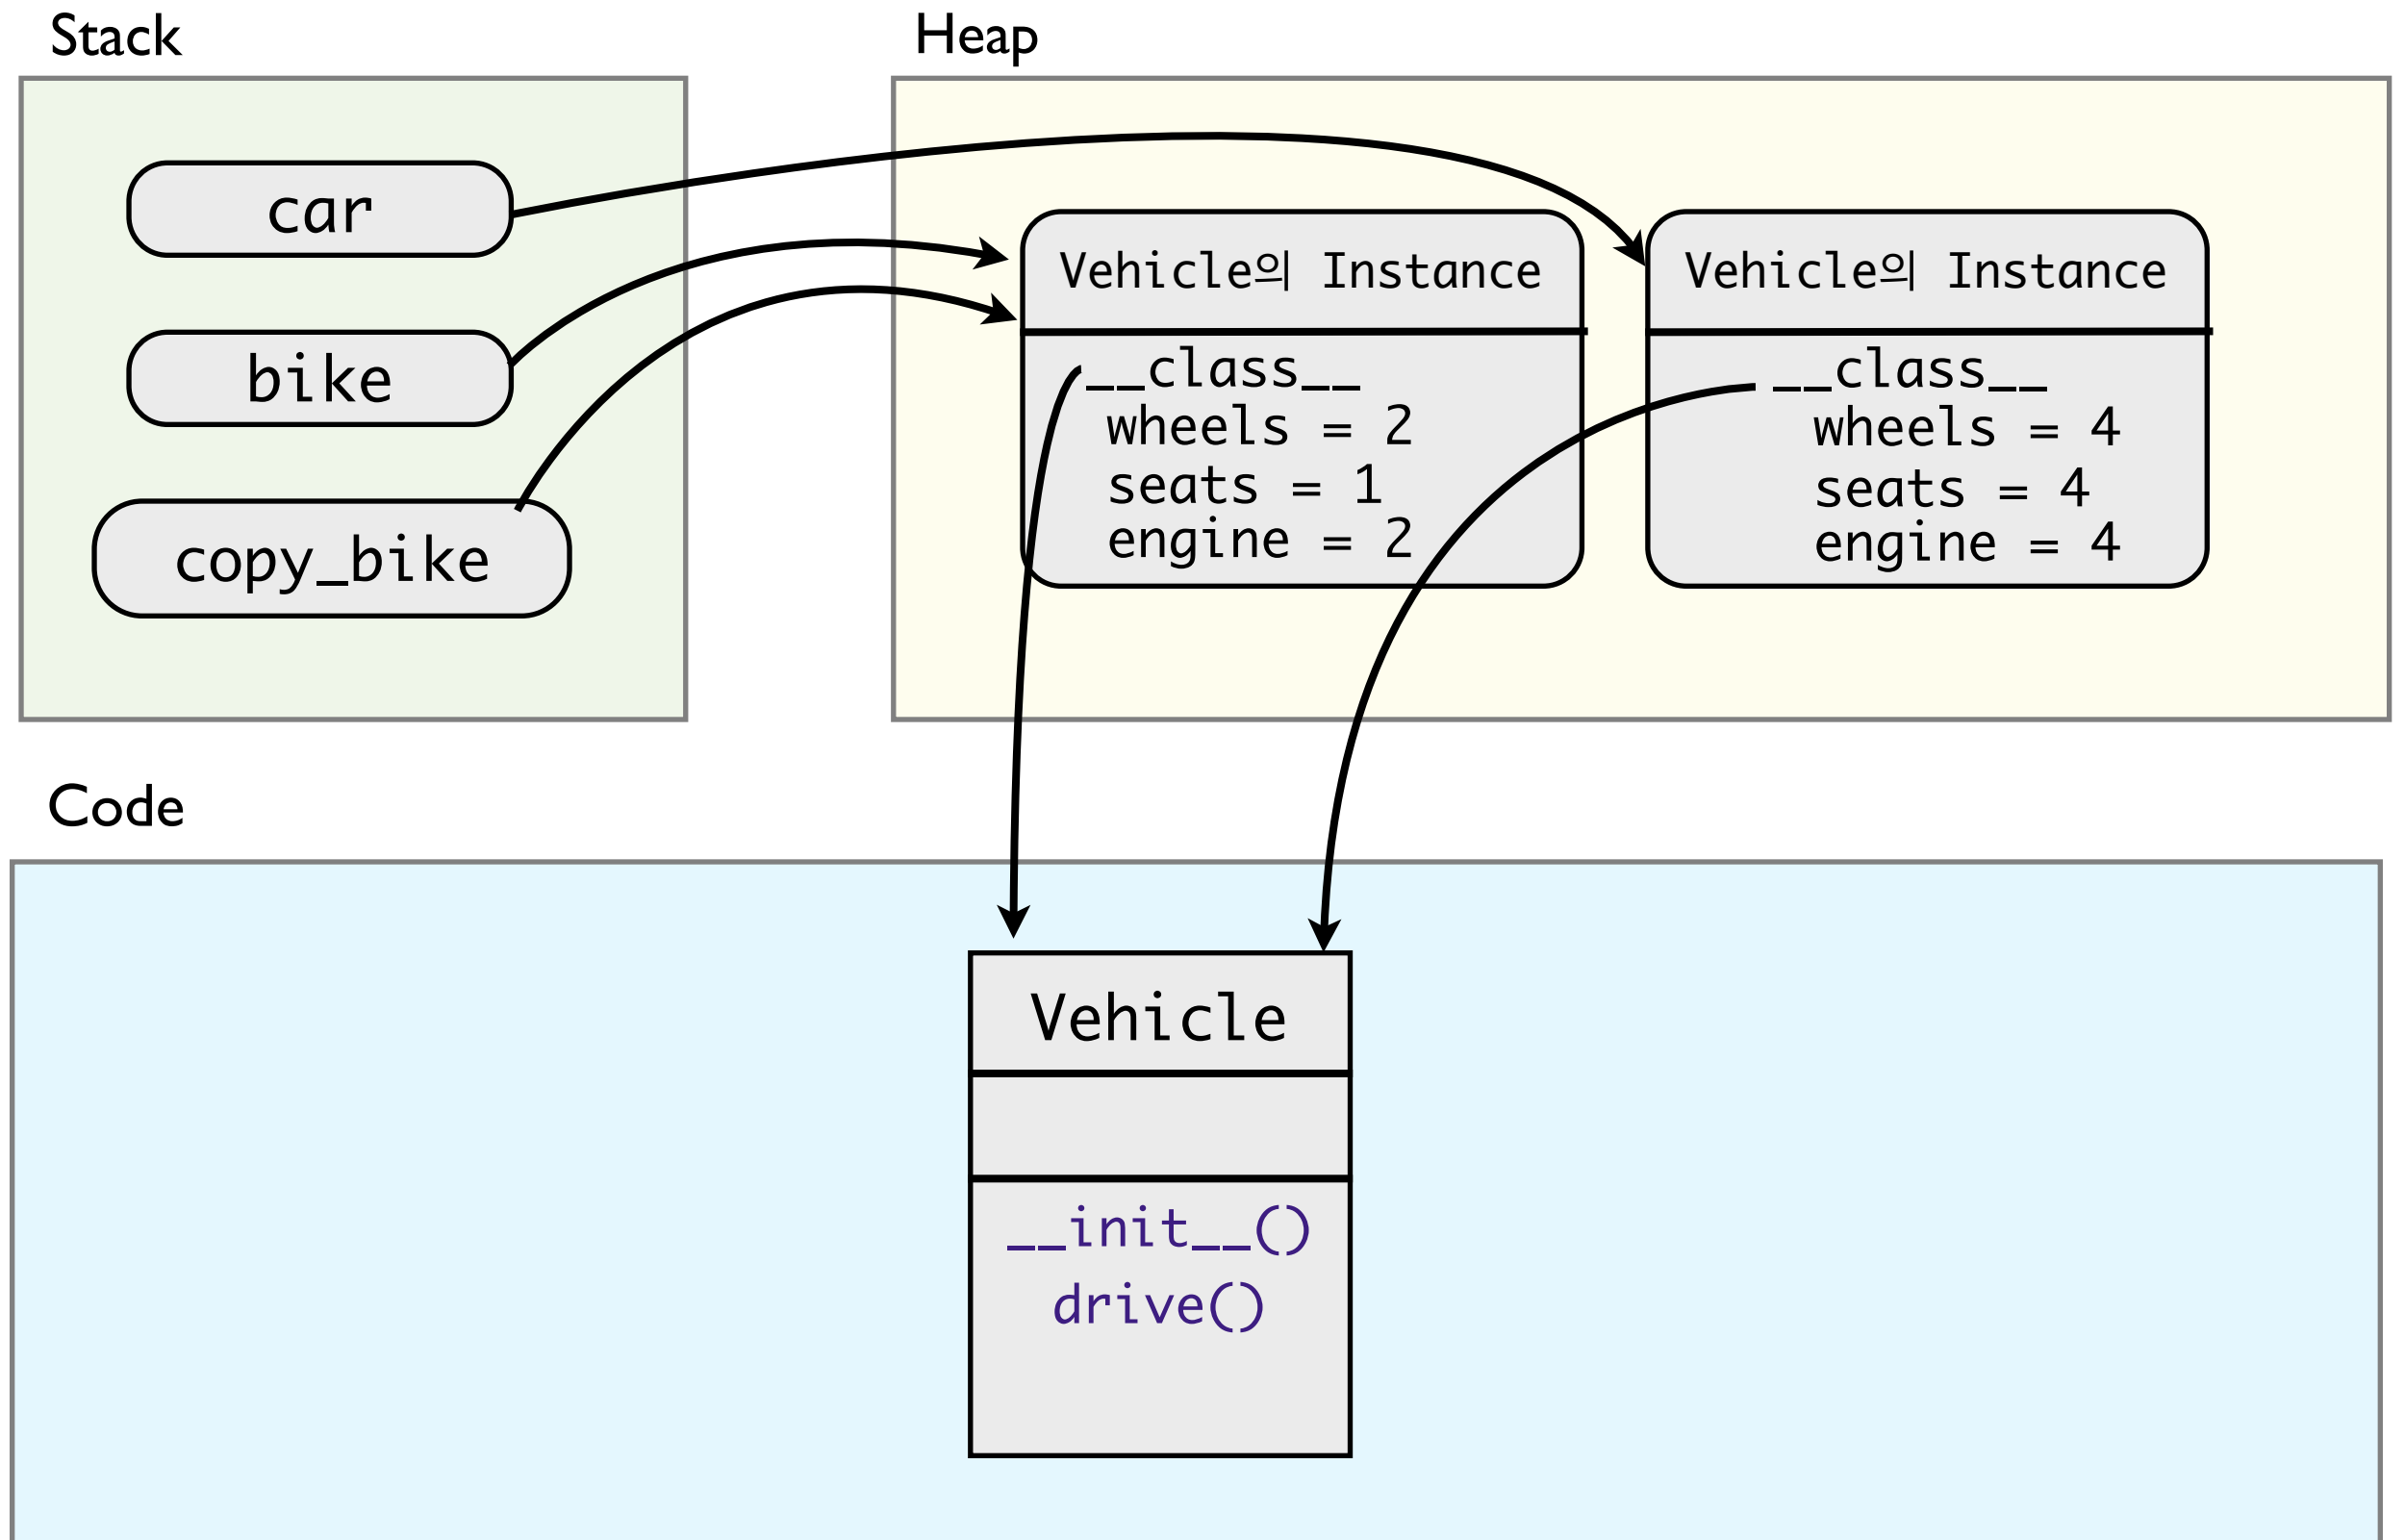 Stack
car
bike
copy_bike
Heap
Vehicle의 Instance
__class__
wheels = 2
seats = 1
engine = 2
Vehicle의 Instance
__class__
wheels = 4
seats = 4
engine = 4
Code
Vehicle
__init__()
drive()